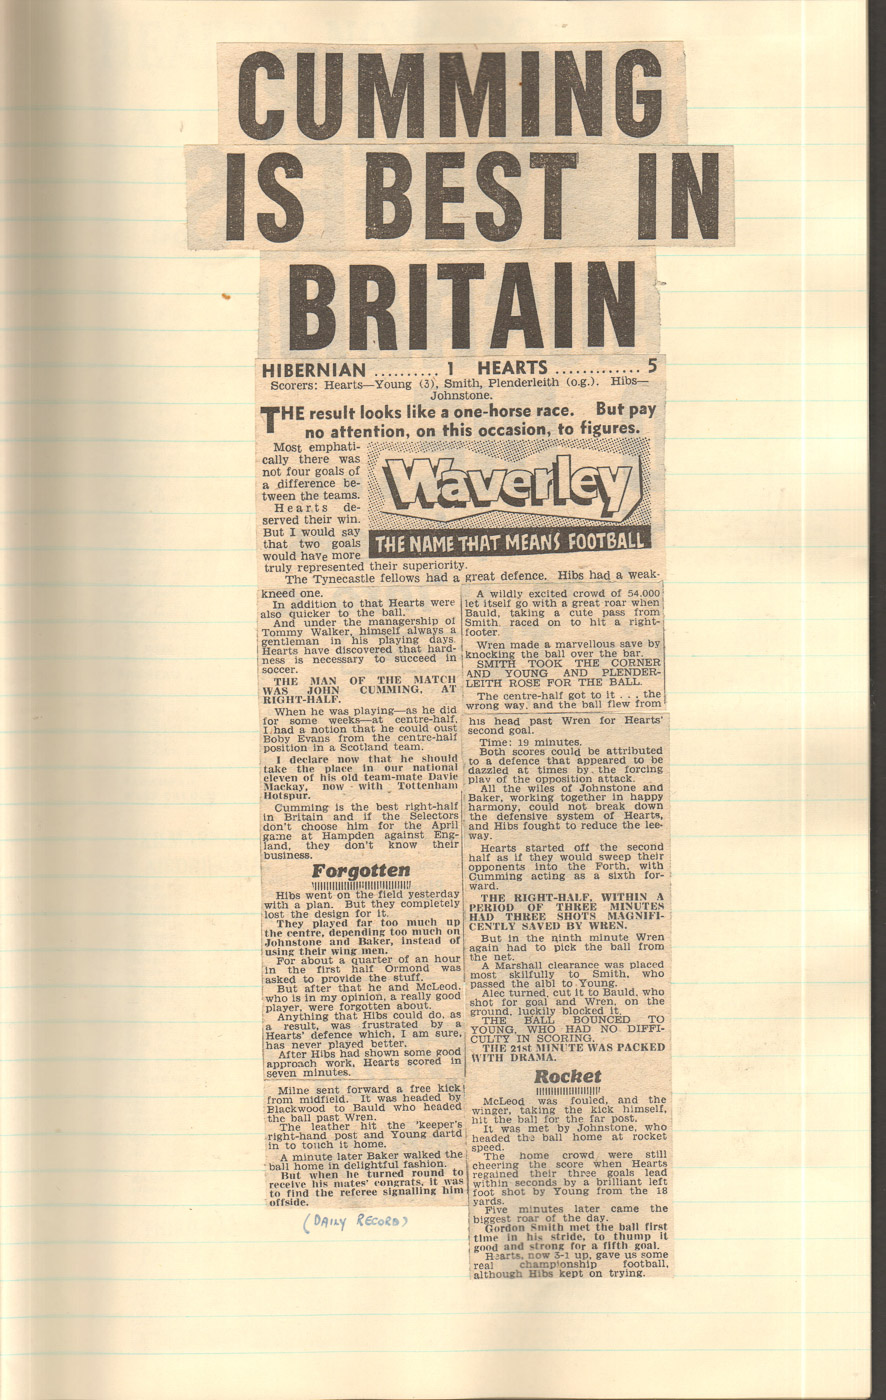 CUMMING
IS BEST IN
BRITAIN
HIBERNIAN .......... 1 HEARTS ............. 5
Scorers: Hearts—Young (3), Smith, Plenderleith (o.g.). Hibs—
Johnstone.
THE result looks like a one-horse race. But pay
no attention, on this occasion, to figures.
Most emphati-
cally there was
not four goals of
a difference be-
tween the teams.
Hearts de-
served their win.
But I would say
that two goals
would have more
Waverley
THE NAME THAT MEANS FOOTBALL
truly represented their superiority.
The Tynecastle fellows had a great defence. Hibs had a weak-
kneed one.
In addition to that Hearts were
also quicker to the ball.
And under the managership of
Tommy Walker, himself always a
gentleman in his playing days,
Hearts have discovered that hard-
ness is necessary to succeed in
soccer.
THE MAN OF THE MATCH
WAS JOHN CUMMING, AT
RIGHT-HALF.
When he was playing—as he did
for some weeks—at centre-half,
I had a notion that he could oust
Boby Evans from the centre-half
position in a Scotland team.
I declare now that he should
take the place in our national
eleven of his old team-mate Davie
Mackay, now with Tottenham
Hotspur.
Cumming is the best right-half
in Britain and if the Selectors
don't choose him for the April
game at Hampden against Eng-
land, they don't know their
business.
Forgotten
Hibs went on the field yesterday
with a plan. But they completely
lost the design for it.
They played far too much up
the centre, depending too much on
Johnstone and Baker, instead of
using their wing men.
For about a quarter of an hour
in the first half Ormond was
asked to provide the stuff.
But after that he and McLeod,
who is in my opinion, a really good
player, were forgotten about.
Anything that Hibs could do, as
a result, was frustrated by a
Hearts' defence which, I am sure,
has never played better.
After Hibs had shown some good
approach work, Hearts scored in
seven minutes.
Milne sent forward a free kick
from midfield. It was headed by
Blackwood to Bauld who headed
the ball past Wren.
The leather hit the 'keeper's
right-hand post and Young dartd
in to touch it home.
A minute later Baker walked the
ball home in delightful fashion.
But when he turned round to
receive his mates' congrats, it was
to find the referee signalling him
offside.
(DAILY RECORD)
A wildly excited crowd of 54,000
let itself go with a great roar when
Bauld, taking a cute pass from
Smith, raced on to hit a right-
footer.
Wren made a marvellous save by
knocking the ball over the bar.
SMITH TOOK THE CORNER
AND YOUNG AND PLENDER-
LEITH ROSE FOR THE BALL.
The centre-half got to it . . . the
wrong way, and the ball flew from
his head past Wren for Hearts'
second goal.
Time: 19 minutes.
Both scores could be attributed
to a defence that appeared to be
dazzled at times by the forcing
play of the opposition attack.
All the wiles of Johnstone and
Baker, working together in happy
harmony, could not break down
the defensive system of Hearts,
and Hibs fought to reduce the lee-
way.
Hearts started off the second
half as if they would sweep their
opponents into the Forth, with
Cumming acting as a sixth for-
ward.
THE RIGHT-HALF, WITHIN A
PERIOD OF THREE MINUTES
HAD THREE SHOTS MAGNIFI-
CENTLY SAVED BY WREN.
But in the ninth minute Wren
again had to pick the ball from
the net.
A Marshall clearance was placed
most skilfully to Smith, who
passed the albl to Young.
Alec turned, cut it to Bauld, who
shot for goal and Wren, on the
ground, luckily blocked it.
THE BALL BOUNCED TO
YOUNG, WHO HAD NO DIFFI-
CULTY IN SCORING.
THE 21st MINUTE WAS PACKED
WITH DRAMA.
Rocket
McLeod was fouled, and the
winger, taking the kick himself,
hit the ball for the far post.
It was met by Johnstone, who
headed the ball home at rocket
speed.
The home crowd were still
cheering the score when Hearts
regained their three goals lead
within seconds by a brilliant left
foot shot by Young from the 18
yards.
Five minutes later came the
biggest roar of the day.
Gordon Smith met the ball first
time in his stride, to thump it
good and strong for a fifth goal.
Hearts, now 5-1 up, gave us some
real championship football,
although Hibs kept on trying.